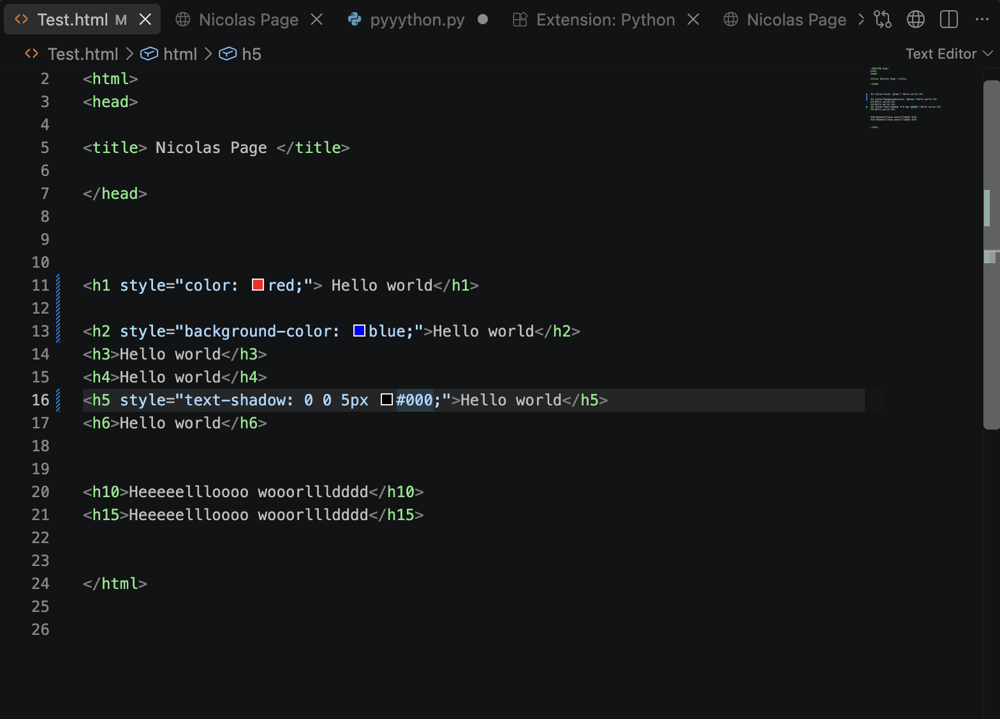 Test.html M Nicolas Page pyyython.py Extension: Python Nicolas Page
Test.html > html > h5 Text Editor
2 <html>
3 <head>
4
5 <title> Nicolas Page </title>
6
7 </head>
8
9
10
11 <h1 style="color: red;"> Hello world</h1>
12
13 <h2 style="background-color: blue;">Hello world</h2>
14 <h3>Hello world</h3>
15 <h4>Hello world</h4>
16 <h5 style="text-shadow: 0 0 5px #000;">Hello world</h5>
17 <h6>Hello world</h6>
18
19
20 <h10>Heeeeellloooo wooorlllddddd</h10>
21 <h15>Heeeeellloooo wooorlllddddd</h15>
22
23
24 </html>
25
26